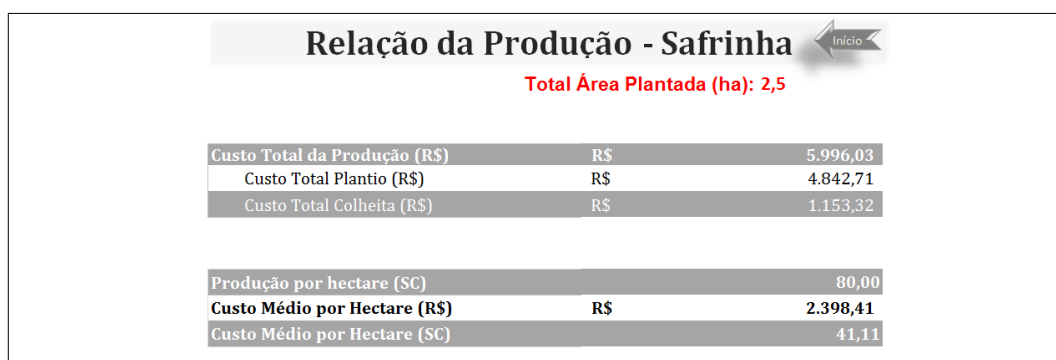 Relação da Produção - Safrinha
Início
Total Área Plantada (ha): 2,5
Custo Total da Produção (R$) R$ 5.996,03
Custo Total Plantio (R$) R$ 4.842,71
Custo Total Colheita (R$) R$ 1.153,32
Produção por hectare (SC) 80,00
Custo Médio por Hectare (R$) R$ 2.398,41
Custo Médio por Hectare (SC) 41,11